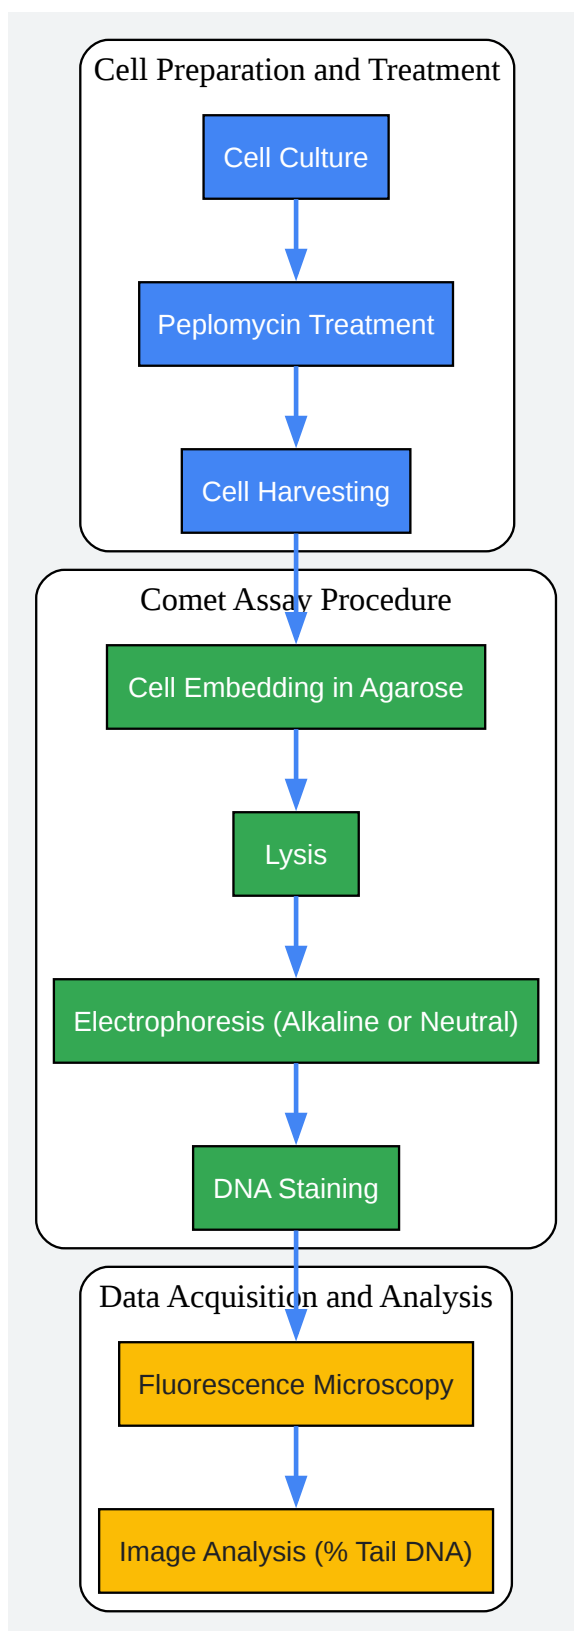 Cell Preparation and Treatment
Cell Culture
Peplomycin Treatment
Cell Harvesting
Comet Assay Procedure
Cell Embedding in Agarose
Lysis
Electrophoresis (Alkaline or Neutral)
DNA Staining
Data Acquisition and Analysis
Fluorescence Microscopy
Image Analysis (% Tail DNA)